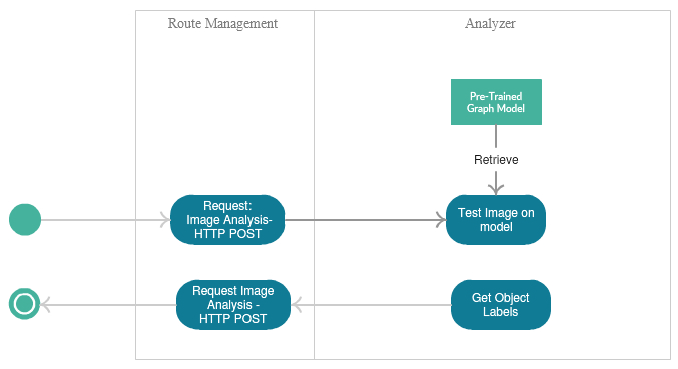 Route Management
Analyzer
Pre-Trained
Graph Model
Retrieve
Request:
Image Analysis-
HTTP POST
Test Image on
model
Request Image
Analysis -
HTTP POST
Get Object
Labels